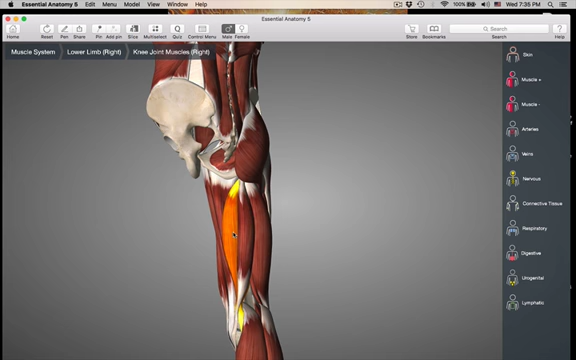 Essential Anatomy 5 Edit Menu Model View Window Help
100% Wed 7:35 PM
Essential Anatomy 5
Home Reset Pen Share Pin Add pin Slice Multiselect Quiz Control Menu Male Female Store Bookmarks Search Help
Search
Muscle System Lower Limb (Right) Knee Joint Muscles (Right)
Skin
Muscle +
Muscle -
Arteries
Veins
Nervous
Connective Tissue
Respiratory
Digestive
Urogenital
Lymphatic